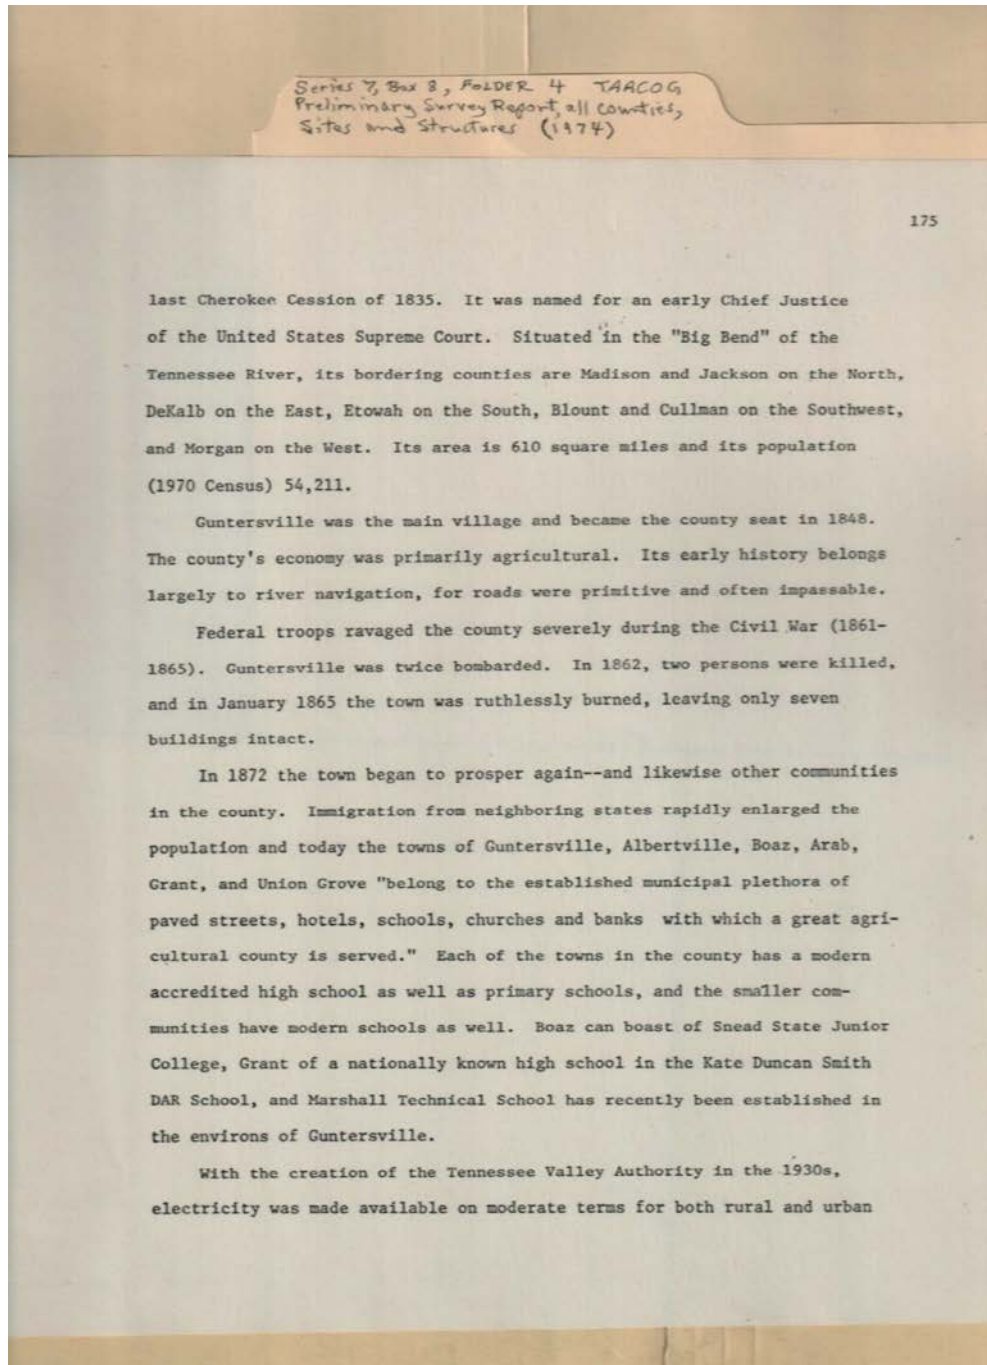 Series 7, Box 8, FOLDER 4 TARCOG
Preliminary Survey Report, all Counties,
Sites and Structures (1974)
175
last Cherokee Cession of 1835. It was named for an early Chief Justice
of the United States Supreme Court. Situated in the "Big Bend" of the
Tennessee River, its bordering counties are Madison and Jackson on the North,
DeKalb on the East, Etowah on the South, Blount and Cullman on the Southwest,
and Morgan on the West. Its area is 610 square miles and its population
(1970 Census) 54,211.
Guntersville was the main village and became the county seat in 1848.
The county's economy was primarily agricultural. Its early history belongs
largely to river navigation, for roads were primitive and often impassable.
Federal troops ravaged the county severely during the Civil War (1861-
1865). Guntersville was twice bombarded. In 1862, two persons were killed,
and in January 1865 the town was ruthlessly burned, leaving only seven
buildings intact.
In 1872 the town began to prosper again--and likewise other communities
in the county. Immigration from neighboring states rapidly enlarged the
population and today the towns of Guntersville, Albertville, Boaz, Arab,
Grant, and Union Grove "belong to the established municipal plethora of
paved streets, hotels, schools, churches and banks with which a great agri-
cultural county is served." Each of the towns in the county has a modern
accredited high school as well as primary schools, and the smaller com-
munities have modern schools as well. Boaz can boast of Snead State Junior
College, Grant of a nationally known high school in the Kate Duncan Smith
DAR School, and Marshall Technical School has recently been established in
the environs of Guntersville.
With the creation of the Tennessee Valley Authority in the 1930s,
electricity was made available on moderate terms for both rural and urban